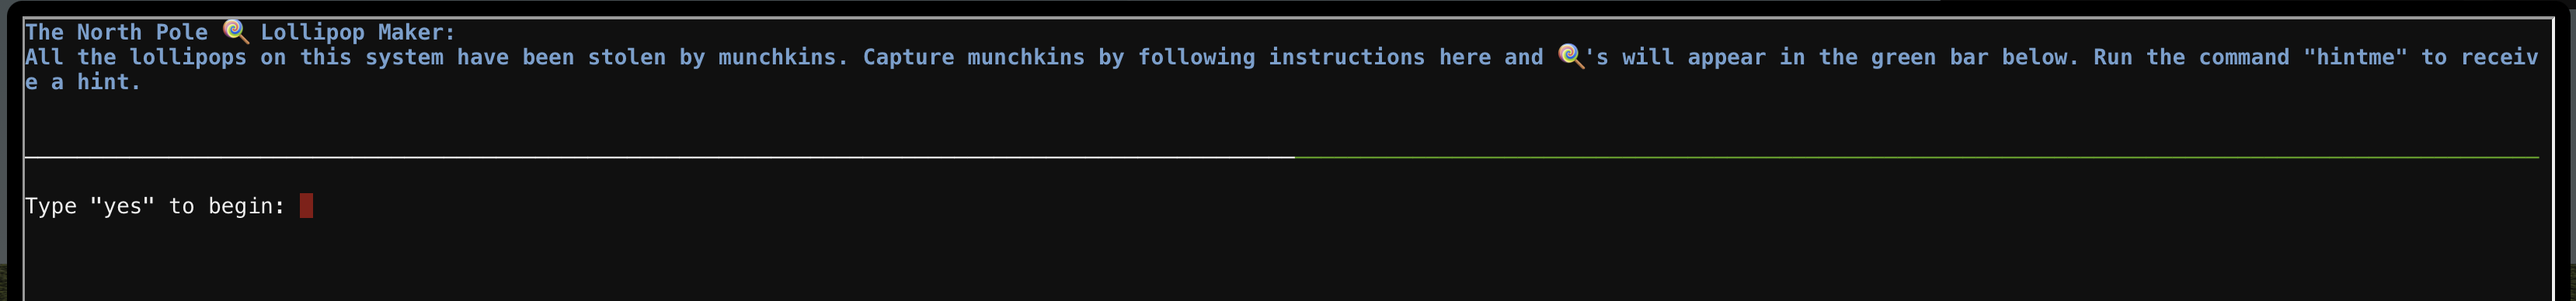 The North Pole 🍭 Lollipop Maker:
All the lollipops on this system have been stolen by munchkins. Capture munchkins by following instructions here and 🍭's will appear in the green bar below. Run the command "hintme" to receiv
e a hint.
Type "yes" to begin: